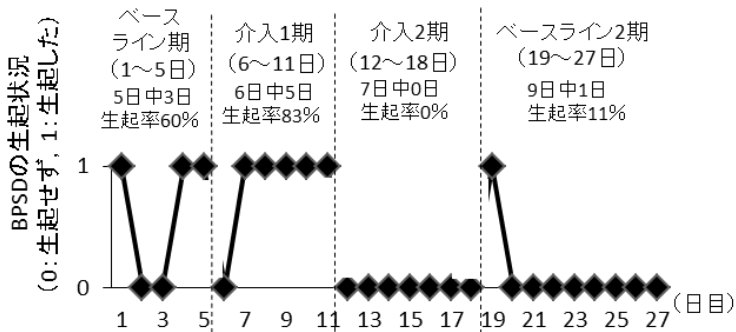 ベース
ライン期
（1～5日）
5日中3日
生起率60%
介入1期
（6～11日）
6日中5日
生起率83%
介入2期
（12～18日）
7日中0日
生起率0%
ベースライン2期
（19～27日）
9日中1日
生起率11%
BPSDの生起状況
（0：生起せず，1：生起した）
1
0
1 3 5 7 9 11 13 15 17 19 21 23 25 27
（日目）